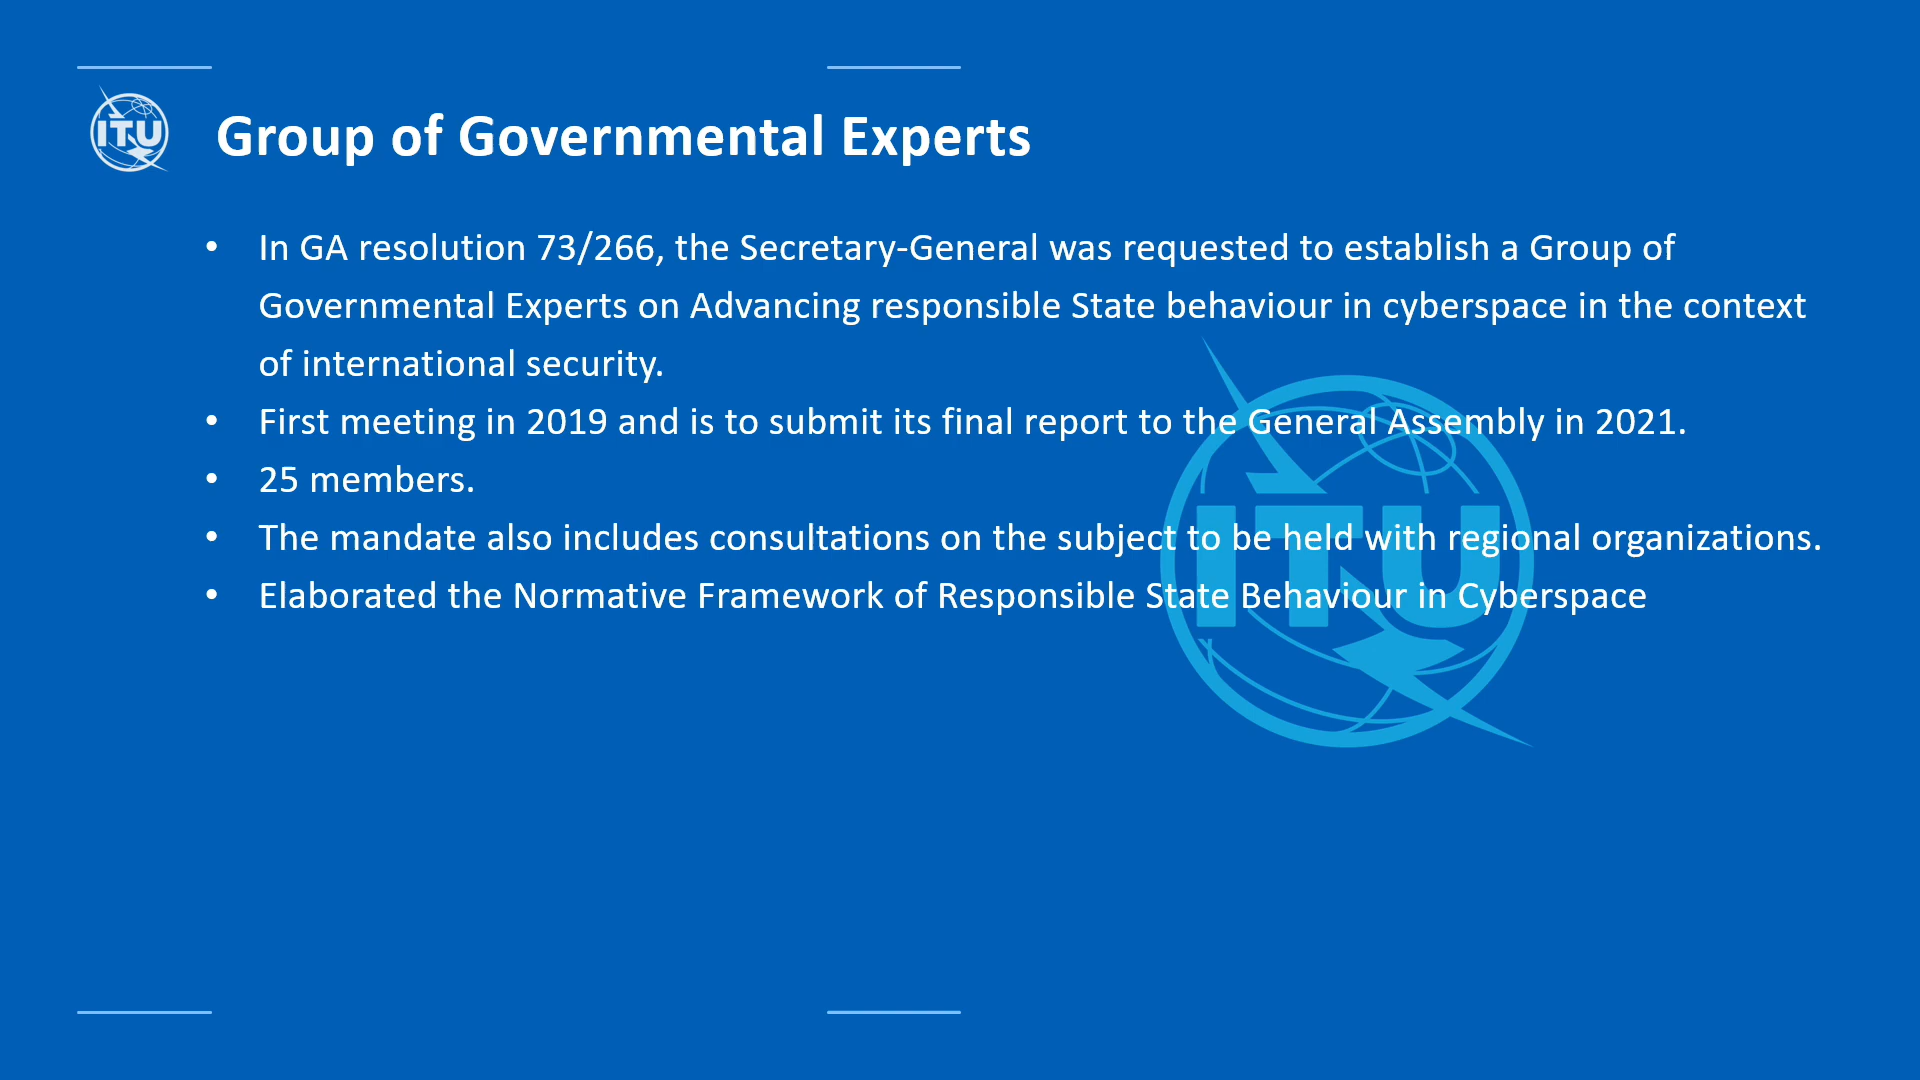 ITU
Group of Governmental Experts
• In GA resolution 73/266, the Secretary-General was requested to establish a Group of
Governmental Experts on Advancing responsible State behaviour in cyberspace in the context
of international security.
• First meeting in 2019 and is to submit its final report to the General Assembly in 2021.
• 25 members.
• The mandate also includes consultations on the subject to be held with regional organizations.
• Elaborated the Normative Framework of Responsible State Behaviour in Cyberspace
ITU